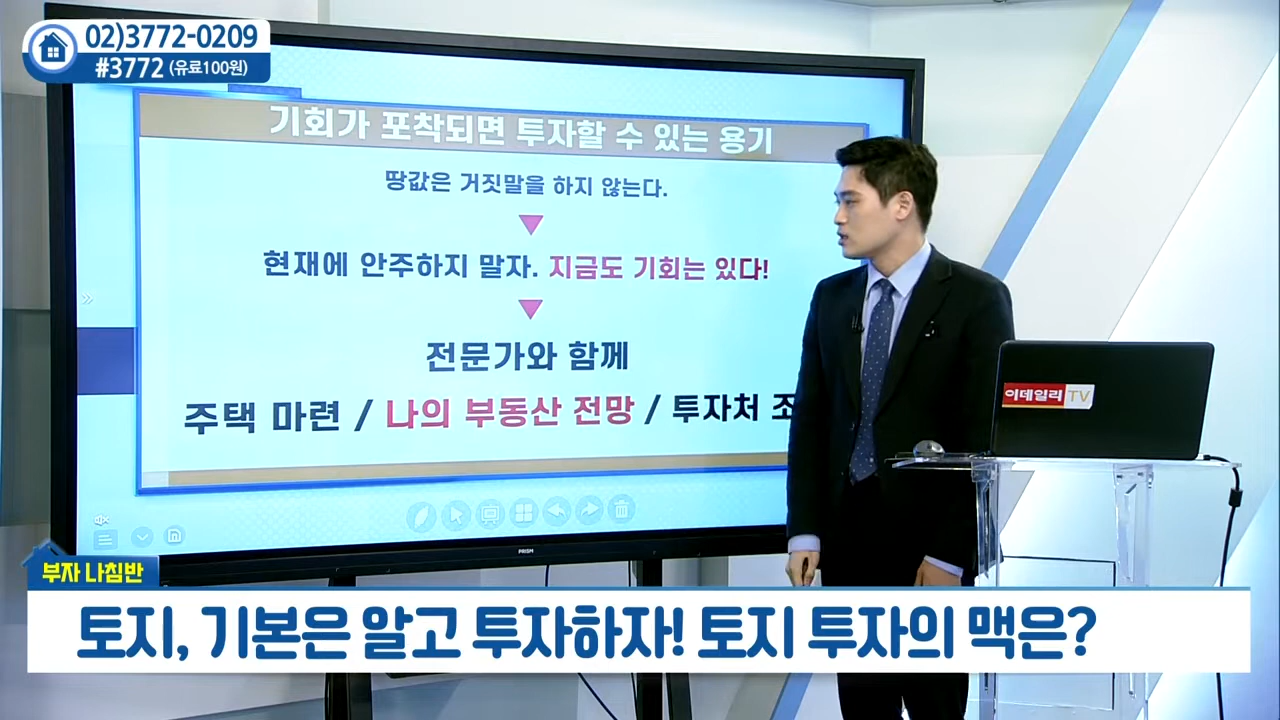 02)3772-0209
#3772 (유료100원)
기회가 포착되면 투자할 수 있는 용기
땅값은 거짓말을 하지 않는다.
현재에 안주하지 말자. 지금도 기회는 있다!
전문가와 함께
주택 마련 / 나의 부동산 전망 / 투자처
이데일리 TV
PRISM
부자 나침반
토지, 기본은 알고 투자하자! 토지 투자의 맥은?